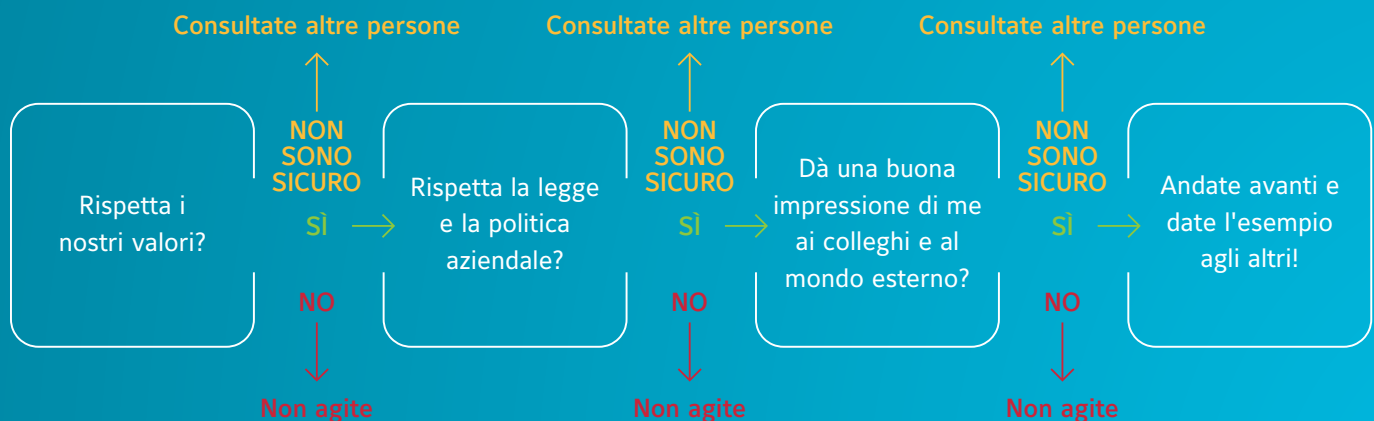 Consultate altre persone
Consultate altre persone
Consultate altre persone
Rispetta i
nostri valori?
NON
SONO
SICURO
SÌ
NO
Non agite
Rispetta la legge
e la politica
aziendale?
NON
SONO
SICURO
SÌ
NO
Non agite
Dà una buona
impressione di me
ai colleghi e al
mondo esterno?
NON
SONO
SICURO
SÌ
NO
Non agite
Andate avanti e
date l'esempio
agli altri!